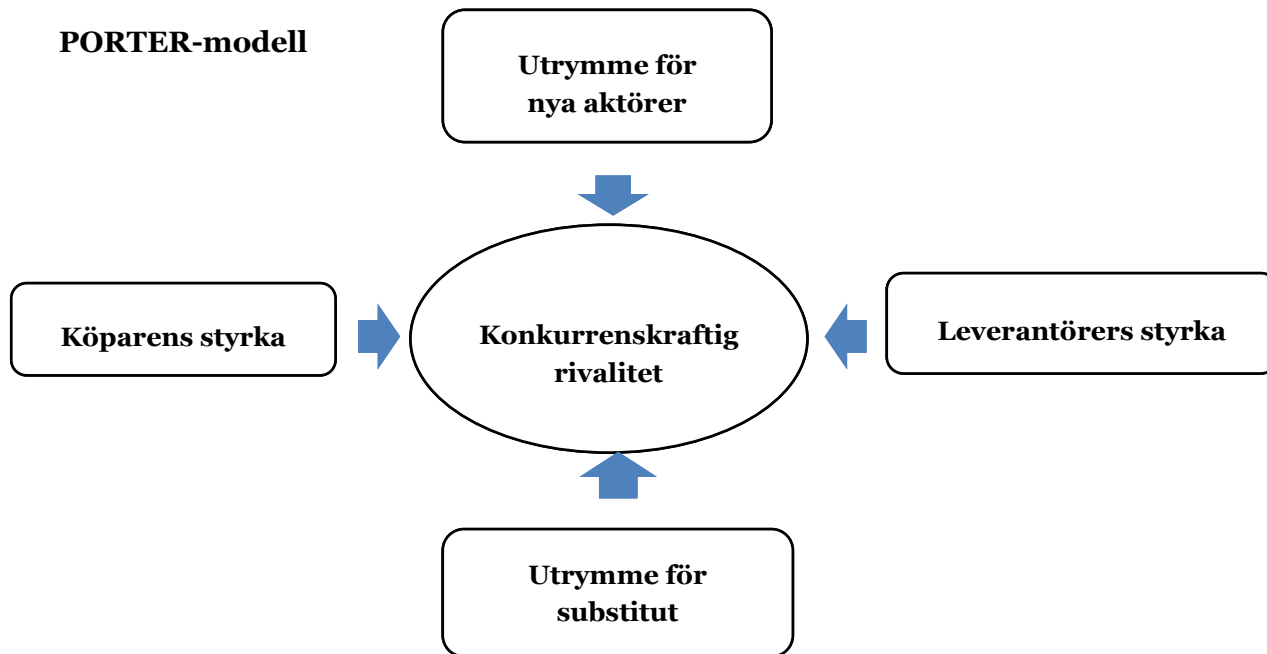 PORTER-modell
Utrymme för
nya aktörer
Köparens styrka
Konkurrenskraftig
rivalitet
Leverantörers styrka
Utrymme för
substitut